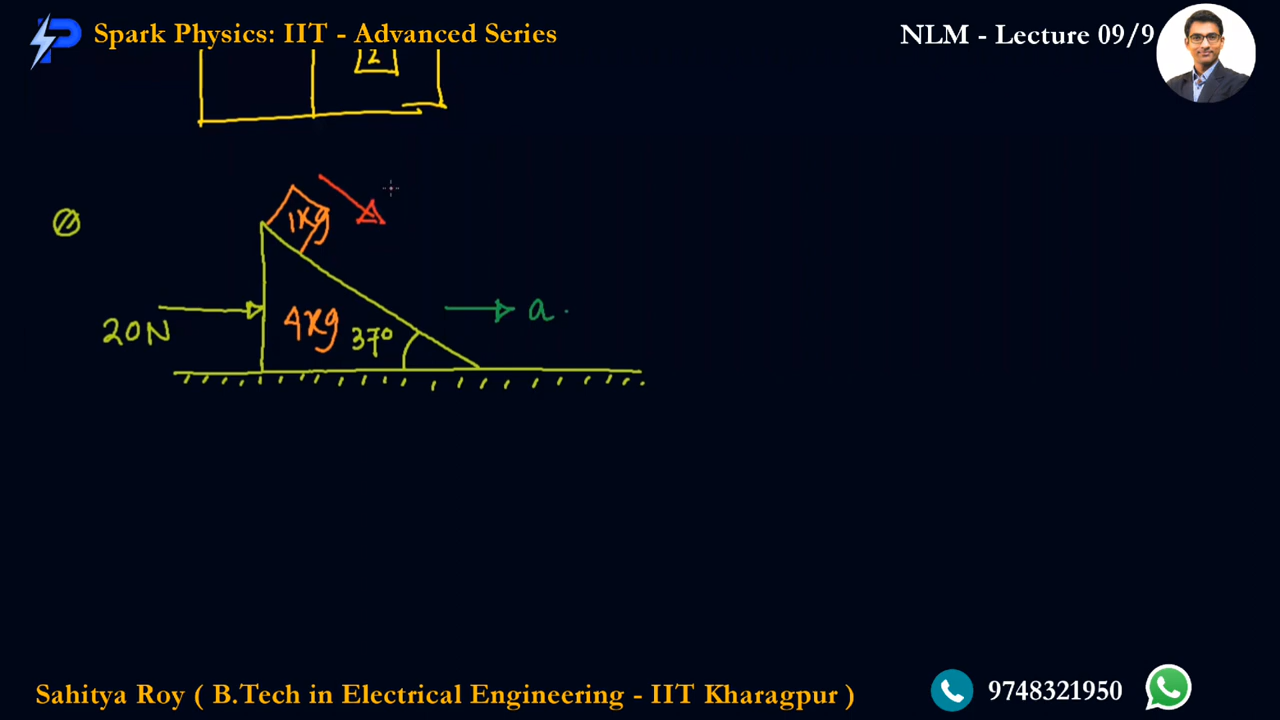 Spark Physics: IIT - Advanced Series
NLM - Lecture 09/9
2
1kg
20N
4kg
37°
a.
Sahitya Roy ( B.Tech in Electrical Engineering - IIT Kharagpur )
9748321950